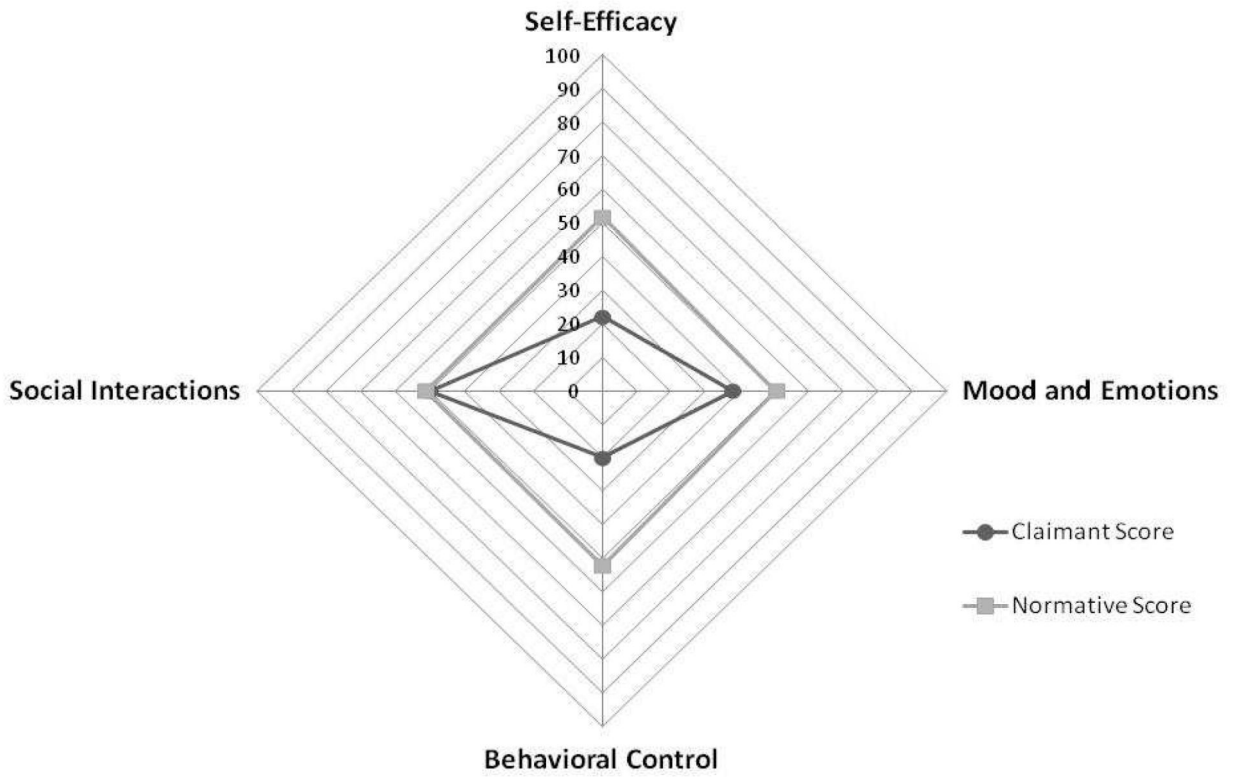 Self-Efficacy
100
90
80
70
60
50
40
30
20
10
0
Social Interactions
Mood and Emotions
Claimant Score
Normative Score
Behavioral Control